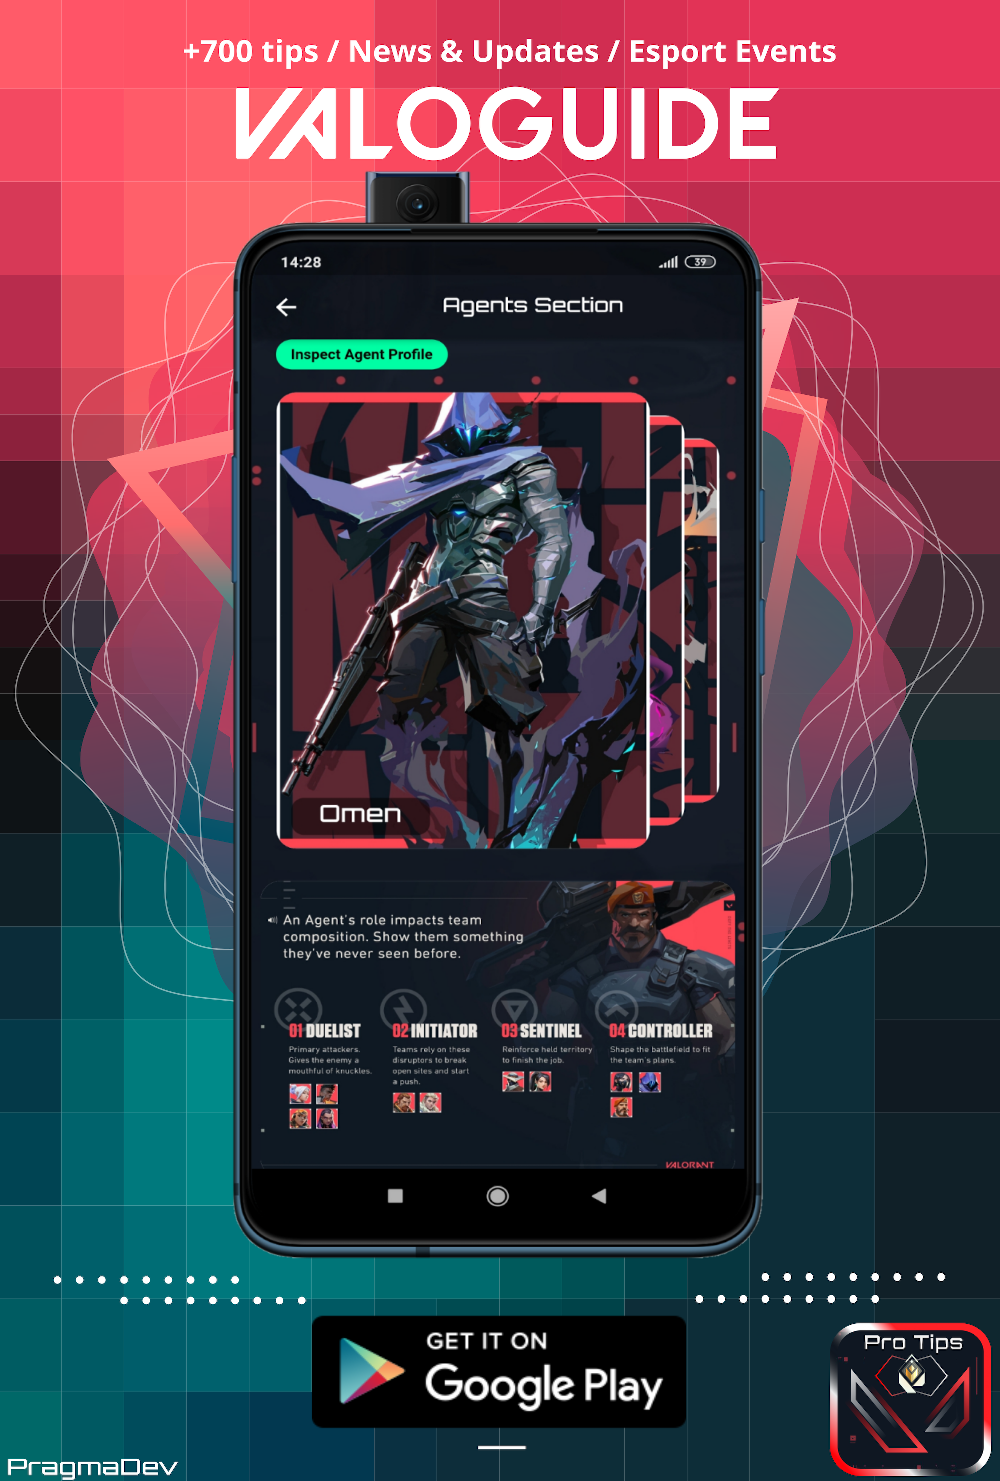 +700 tips / News & Updates / Esport Events
VALOGUIDE
14:28
39
Agents Section
Inspect Agent Profile
Omen
An Agent's role impacts team
composition. Show them something
they've never seen before.
01 DUELIST
Primary attackers.
Gives the enemy a
mouthful of knuckles.
02 INITIATOR
Teams rely on these
disruptors to break
open sites and start
a push.
03 SENTINEL
Reinforce held territory
to finish the job.
04 CONTROLLER
Shape the battlefield to fit
the team's plans.
VALORANT
GET IT ON
Google Play
Pro Tips
PragmaDev